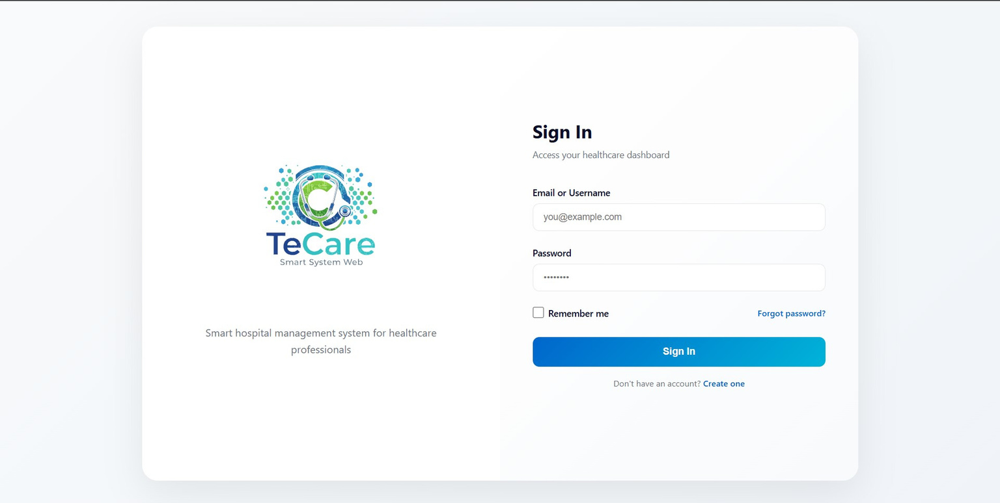 TeCare
Smart System Web
Smart hospital management system for healthcare
professionals
Sign In
Access your healthcare dashboard
Email or Username
you@example.com
Password
••••••••
Remember me
Forgot password?
Sign In
Don't have an account? Create one